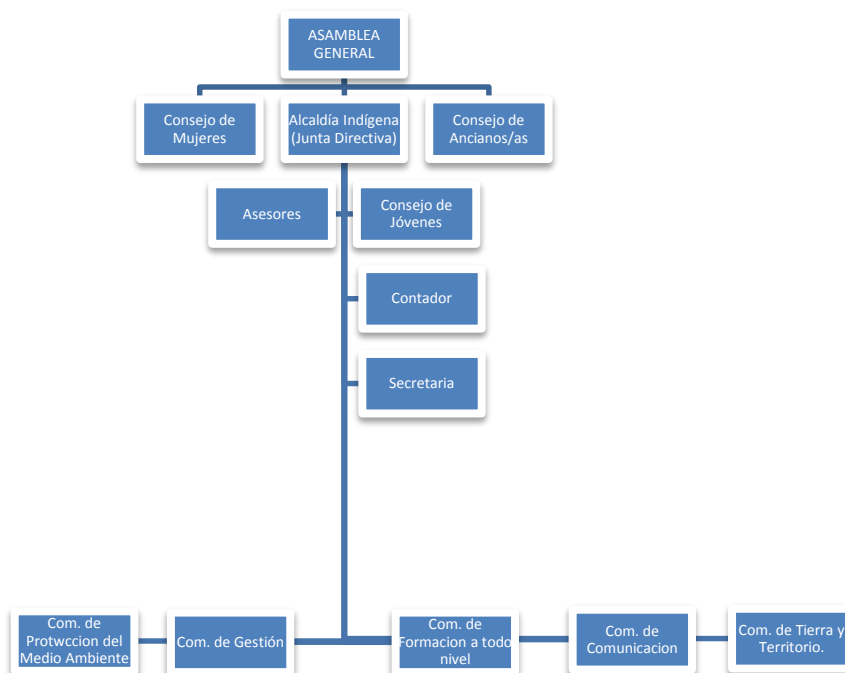 ASAMBLEA
GENERAL
Consejo de
Mujeres
Alcaldía Indígena
(Junta Directiva)
Consejo de
Ancianos/as
Asesores
Consejo de
Jóvenes
Contador
Secretaria
Com. de
Protwccion del
Medio Ambiente
Com. de Gestión
Com. de
Formacion a todo
nivel
Com. de
Comunicacion
Com. de Tierra y
Territorio.